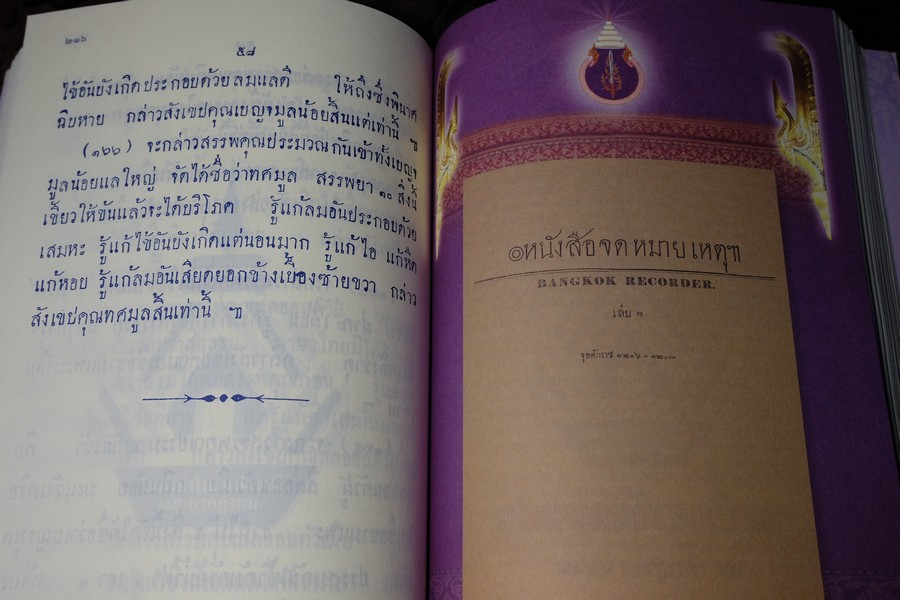 ๒๑๖
๕๘
ไข้อันยังเกิดประกอบด้วยลมแลดี ให้ถึงซึ่งพินาศ
ฉิบหาย กล่าวสังเขปคุณเบญจมูลน้อยสิ้นแต่เท่านี้ ฯ
(๑๖๖) จะกล่าวสรรพคุณประมวณกันเข้าทั้งเบญจ
มูลน้อยแลใหญ่ จัดได้ชื่อว่าทศมูล สรรพยา ๑๐ สิ่งนี้
เขี้ยวให้ขันแล้วจะได้บริโภค รู้แก้ลมอันประกอบด้วย
เสมหะ รู้แก้ไข้อันยังเกิดแต่นอนมาก รู้แก้ไอ แก้หืด
แก้หอบ รู้แก้ลมอันเสียดยอกข้างเบื้องซ้ายขวา กล่าว
สังเขปคุณทศมูลสิ้นเท่านี้ ๚
๏หนังสือจดหมายเหตุ๚
BANGKOK RECORDER.
เล่ม ๑
จุลศักราช ๑๒๑๖ -